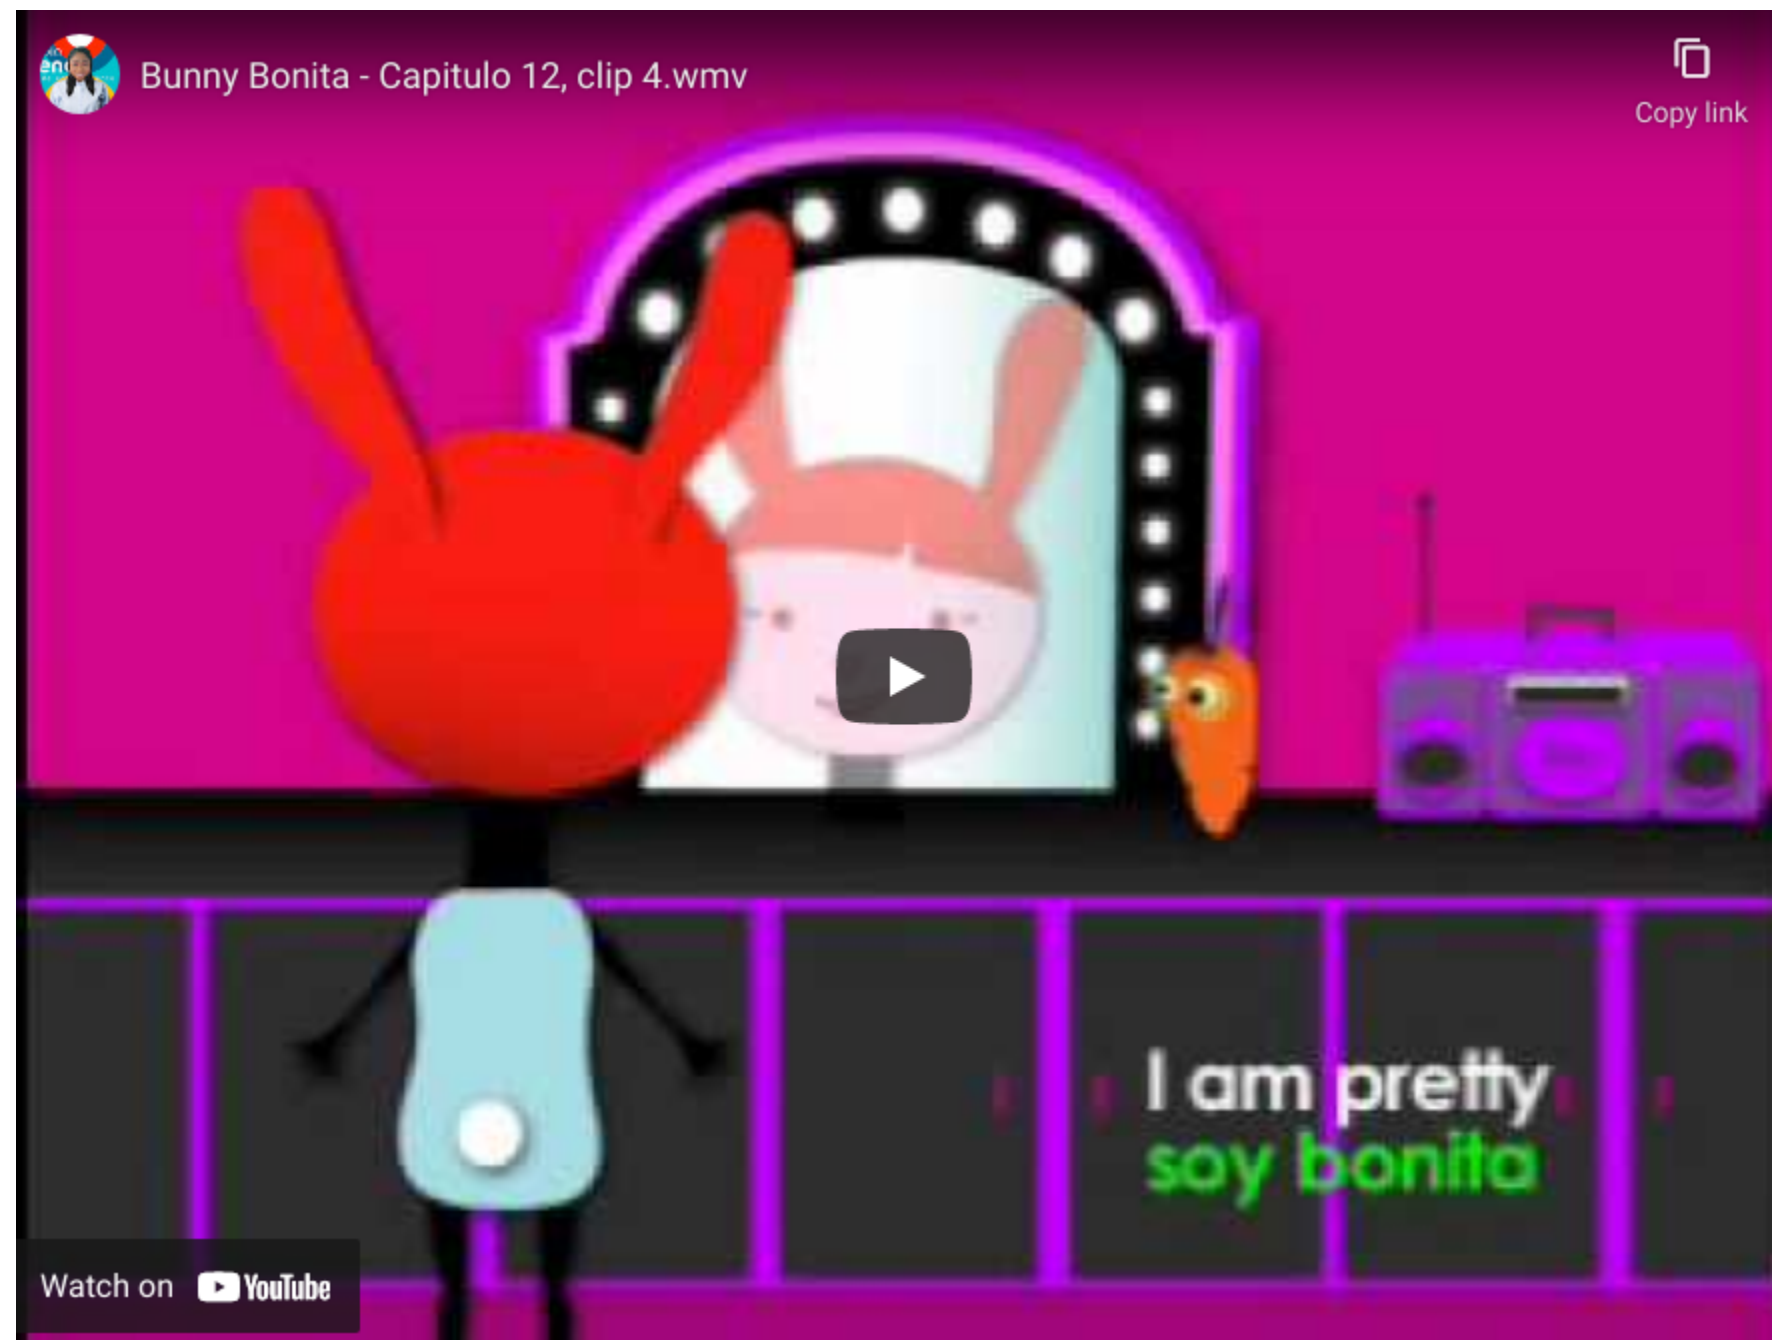 Bunny Bonita - Capitulo 12, clip 4.wmv
Copy link
I am pretty
soy bonita
Watch on YouTube